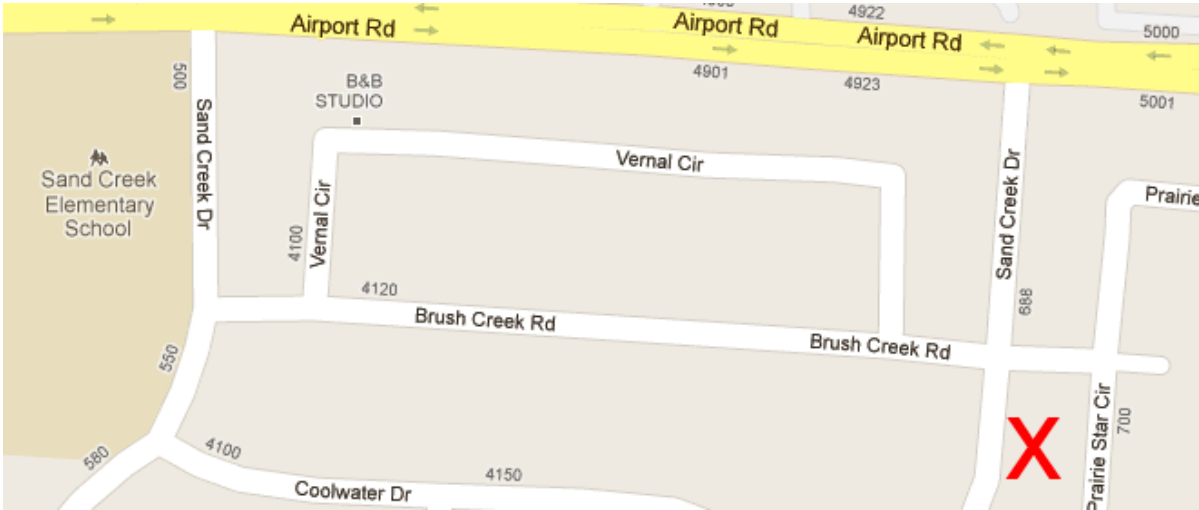 4922
Airport Rd
Airport Rd
Airport Rd
5000
500
B&B
STUDIO
4901
4923
5001
Sand Creek Dr
Sand Creek
Elementary
School
Vernal Cir
Sand Creek Dr
Prairie
4100
Vernal Cir
4120
688
Brush Creek Rd
Brush Creek Rd
550
X
Prairie Star Cir
700
580
4100
4150
Coolwater Dr